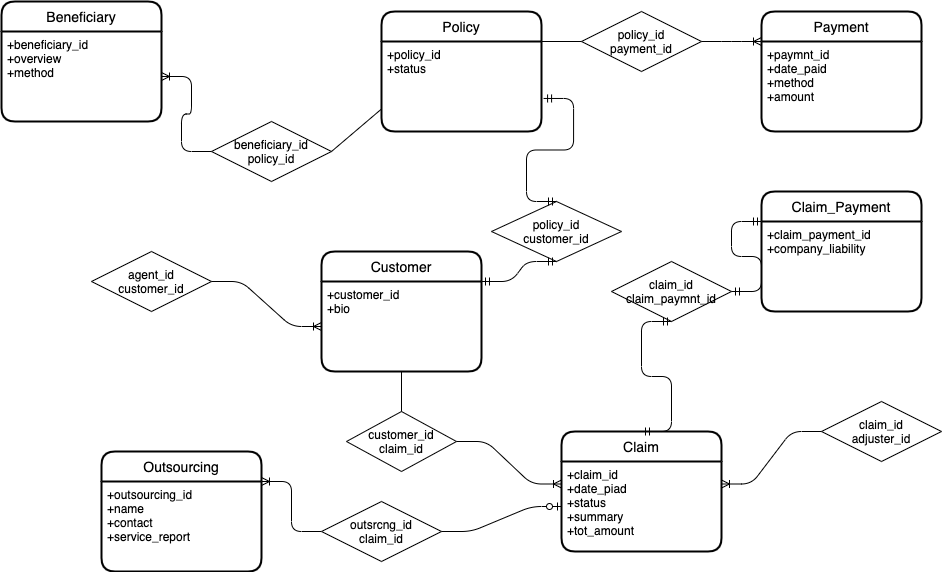 Beneficiary
+beneficiary_id
+overview
+method
Policy
+policy_id
+status
policy_id
payment_id
Payment
+paymnt_id
+date_paid
+method
+amount
beneficiary_id
policy_id
policy_id
customer_id
Claim_Payment
+claim_payment_id
+company_liability
agent_id
customer_id
Customer
+customer_id
+bio
claim_id
claim_paymnt_id
customer_id
claim_id
Claim
+claim_id
+date_piad
+status
+summary
+tot_amount
claim_id
adjuster_id
Outsourcing
+outsourcing_id
+name
+contact
+service_report
outsrcng_id
claim_id